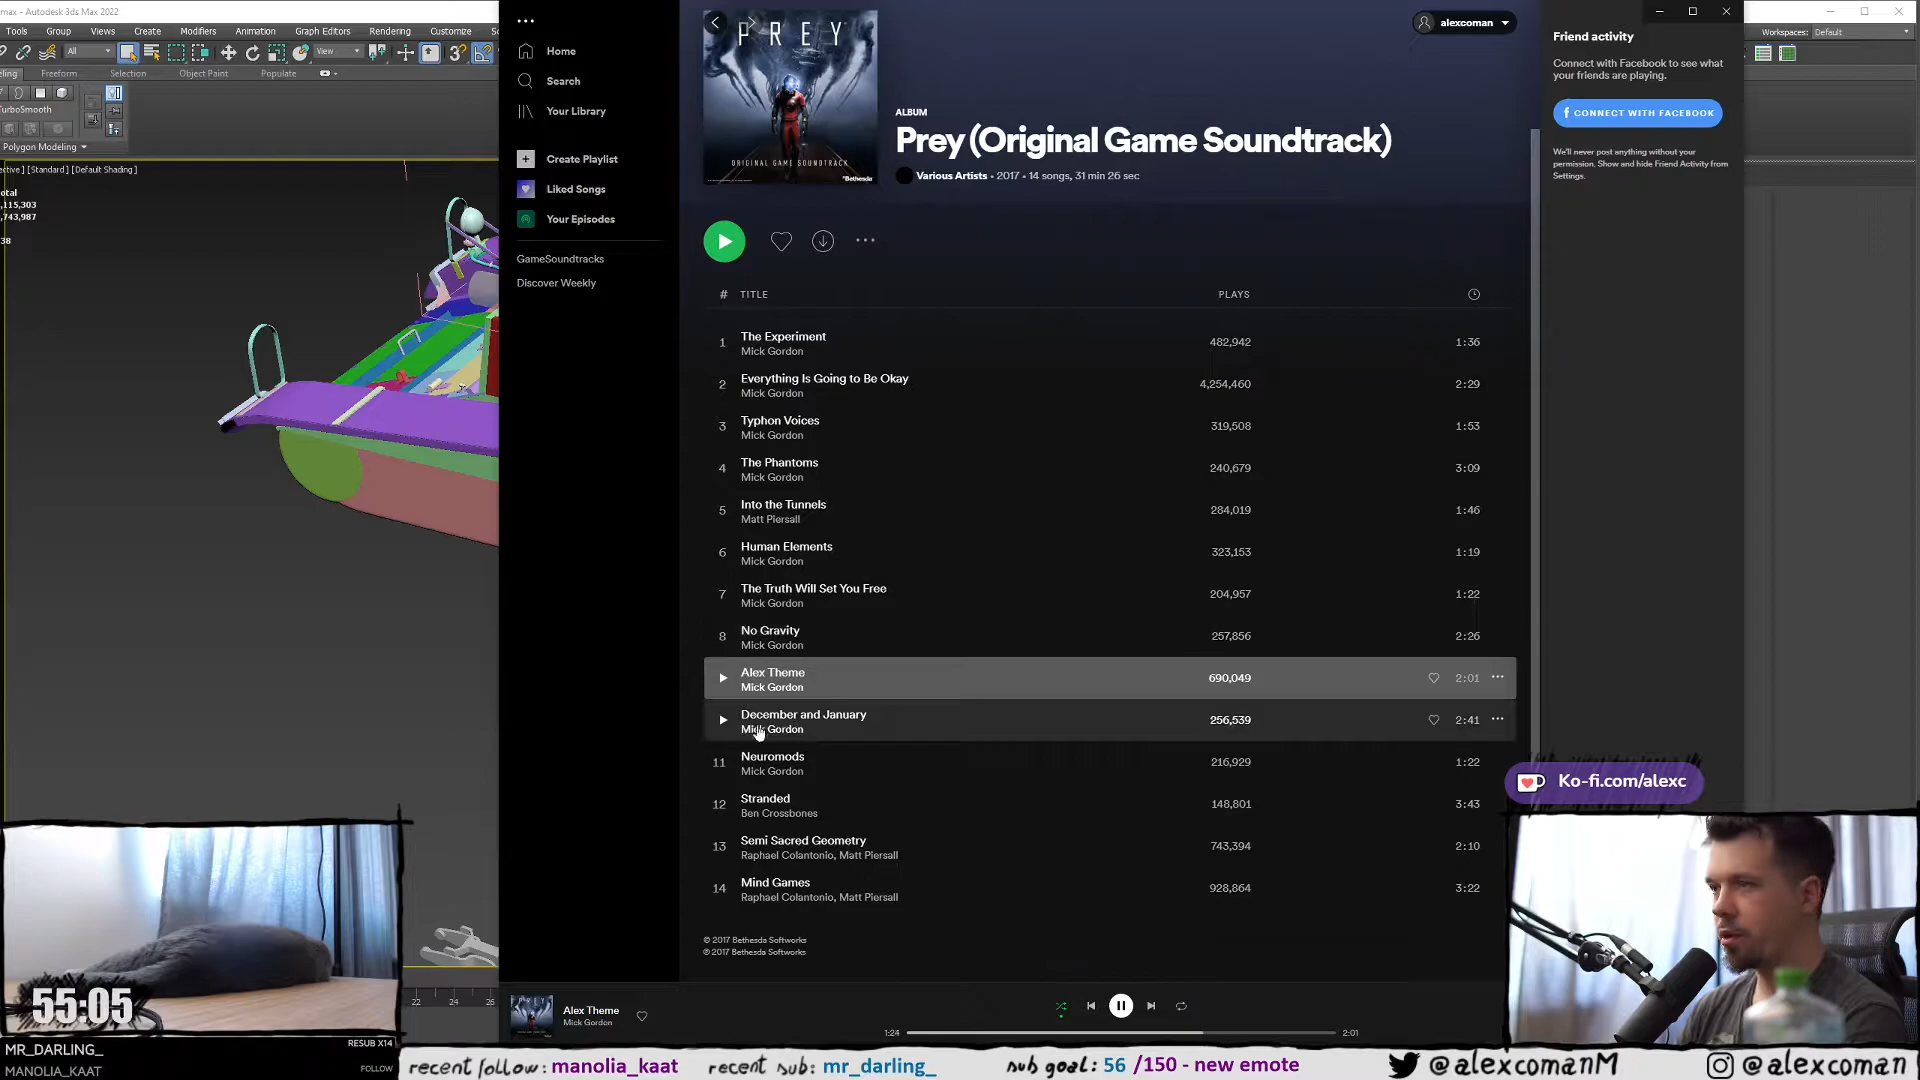 max - Autodesk 3ds Max 2022
Tools Group Views Create Modifiers Animation Graph Editors Rendering Customize
Workspaces: Default
All
View
Freeform Selection Object Paint Populate
TurboSmooth
Polygon Modeling
[Standard] [Default Shading]
,115,303
,743,987
38
Home
Search
Your Library
Create Playlist
Liked Songs
Your Episodes
GameSoundtracks
Discover Weekly
PREY
ORIGINAL GAME SOUNDTRACK
Bethesda
alexcoman
ALBUM
Prey (Original Game Soundtrack)
Various Artists • 2017 • 14 songs, 31 min 26 sec
# TITLE PLAYS
1 The Experiment 482,942 1:36
Mick Gordon
2 Everything Is Going to Be Okay 4,254,460 2:29
Mick Gordon
3 Typhon Voices 319,508 1:53
Mick Gordon
4 The Phantoms 240,679 3:09
Mick Gordon
5 Into the Tunnels 284,019 1:46
Matt Piersall
6 Human Elements 323,153 1:19
Mick Gordon
7 The Truth Will Set You Free 204,957 1:22
Mick Gordon
8 No Gravity 257,856 2:26
Mick Gordon
Alex Theme 690,049 2:01
Mick Gordon
December and January 256,539 2:41
Mick Gordon
11 Neuromods 216,929 1:22
Mick Gordon
12 Stranded 148,801 3:43
Ben Crossbones
13 Semi Sacred Geometry 743,394 2:10
Raphael Colantonio, Matt Piersall
14 Mind Games 928,864 3:22
Raphael Colantonio, Matt Piersall
© 2017 Bethesda Softworks
℗ 2017 Bethesda Softworks
Friend activity
Connect with Facebook to see what
your friends are playing.
CONNECT WITH FACEBOOK
We'll never post anything without your
permission. Show and hide Friend Activity from
Settings.
Ko-fi.com/alexc
22 24 26
Alex Theme
Mick Gordon
1:24 2:01
55:05
MR_DARLING_ RESUB X14
MANOLIA_KAAT FOLLOW
recent follow: manolia_kaat recent sub: mr_darling_ sub goal: 56 /150 - new emote @alexcomanM @alexcoman